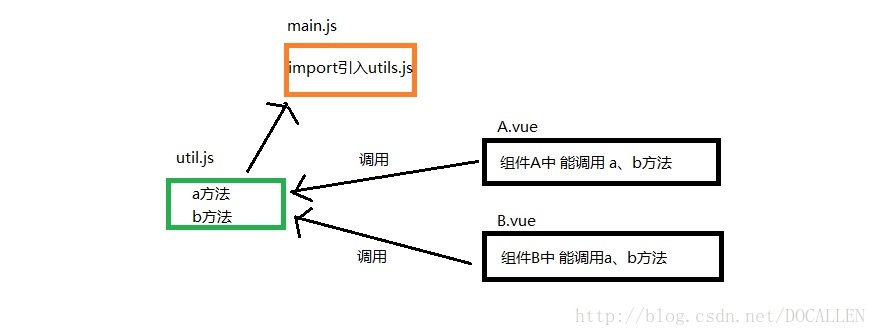 main.js
import引入utils.js
A.vue
util.js
调用
组件A中 能调用 a、b方法
a方法
b方法
B.vue
调用
组件B中 能调用a、b方法
http://blog.csdn.net/DOCALLEN